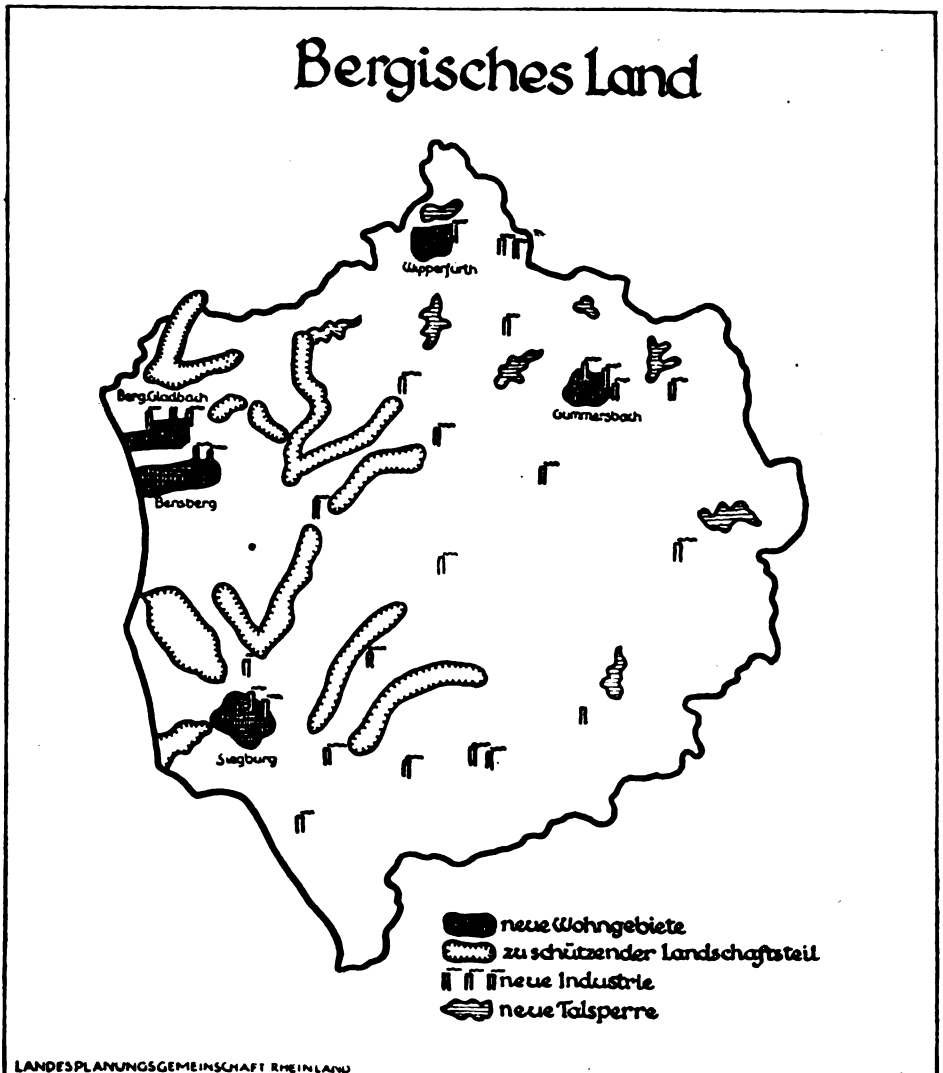 Bergisches Land
Wipperfürth
Berg. Gladbach
Gummersbach
Bensberg
Siegburg
neue Wohngebiete
zu schützender Landschaftsteil
neue Industrie
neue Talsperre
LANDESPLANUNGSGEMEINSCHAFT RHEINLAND